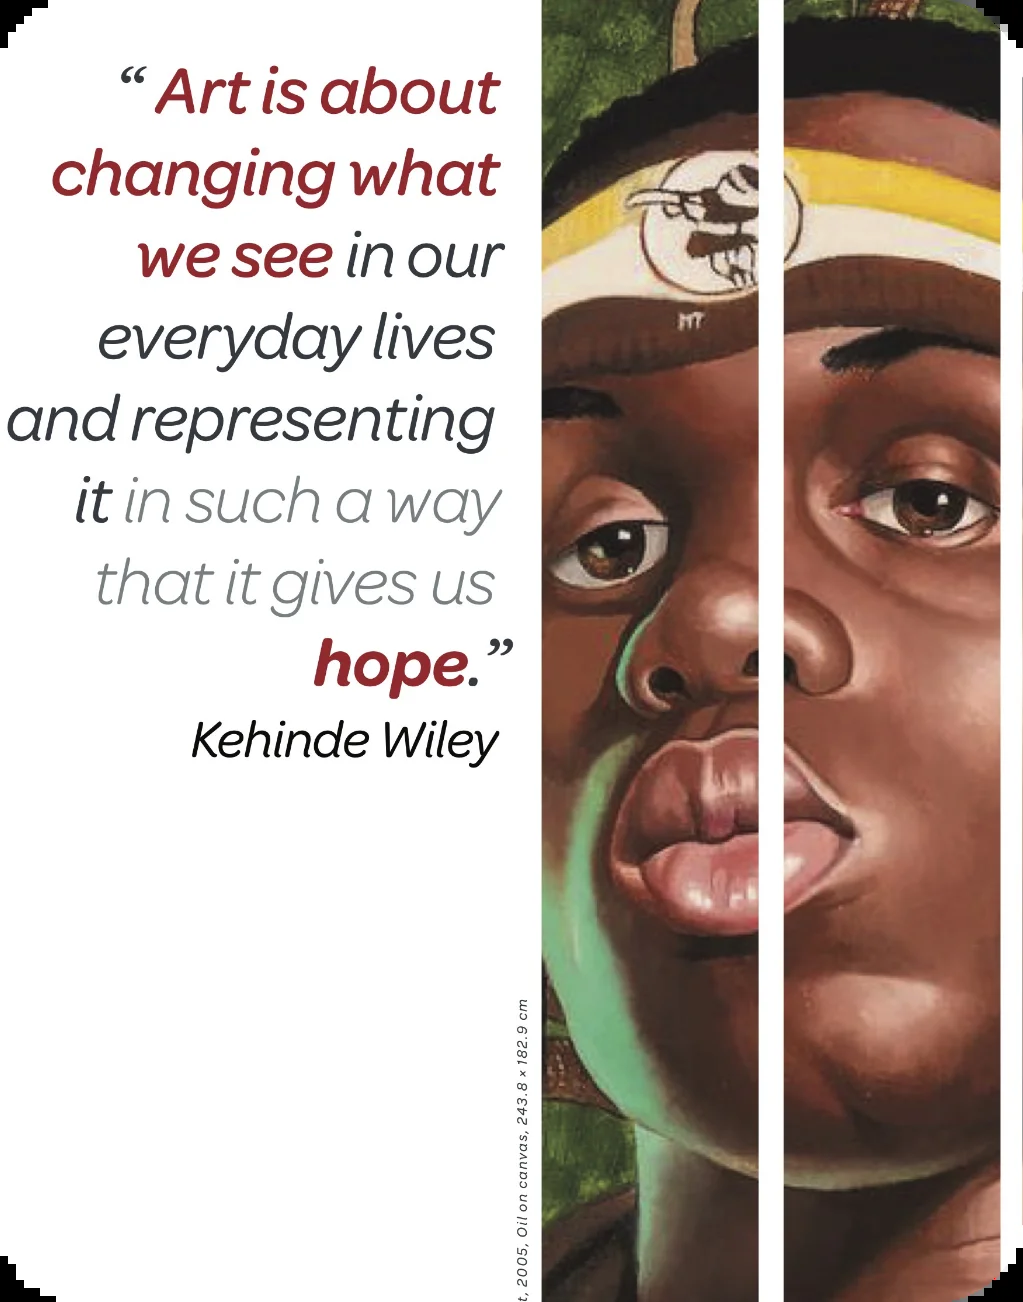 “ Art is about
changing what
we see in our
everyday lives
and representing
it in such a way
that it gives us
hope.”
Kehinde Wiley
t, 2005, Oil on canvas, 243.8 × 182.9 cm